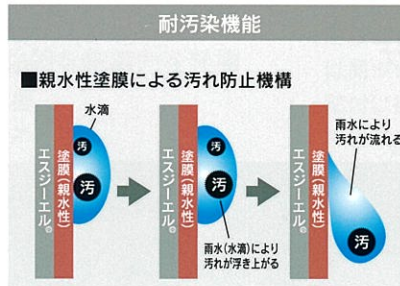 耐汚染機能
■親水性塗膜による汚れ防止機構
水滴
汚
汚
塗膜(親水性)
エスジーエル®
汚
汚
塗膜(親水性)
エスジーエル®
雨水(水滴)により
汚れが浮き上がる
雨水により
汚れが流れる
汚
塗膜(親水性)
エスジーエル®